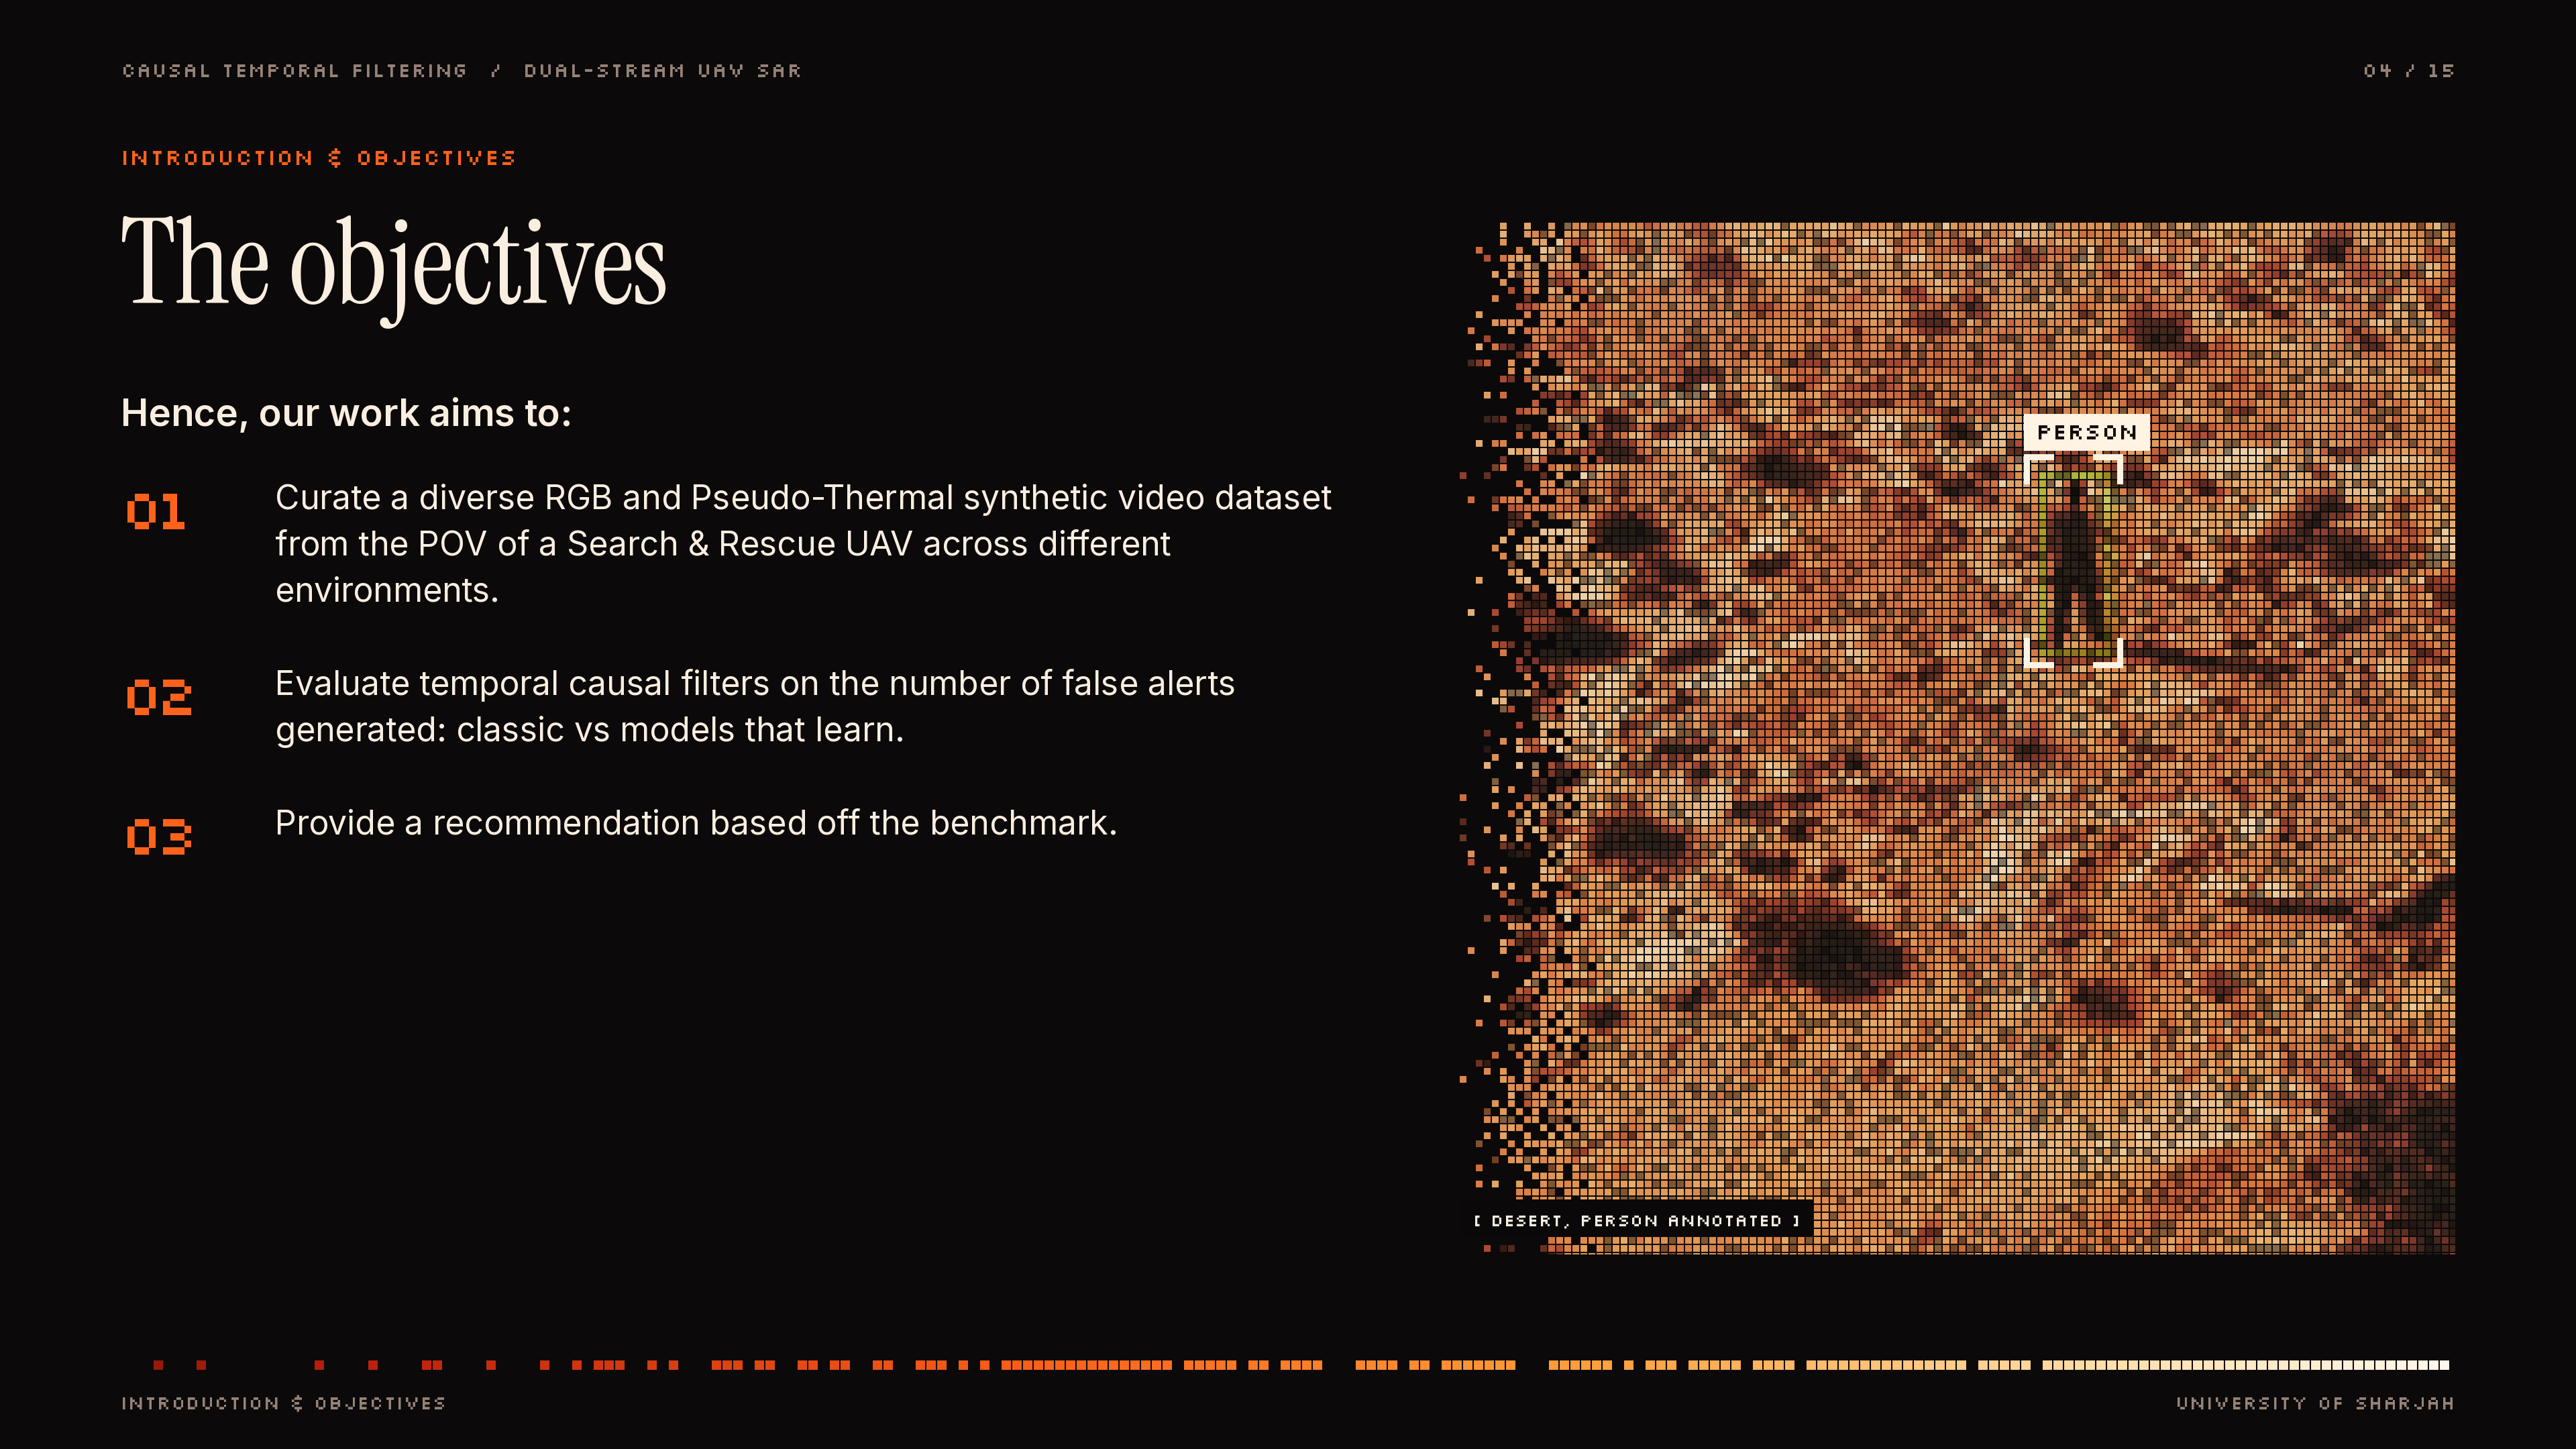 CAUSAL TEMPORAL FILTERING / DUAL-STREAM UAV SAR
04 / 15
INTRODUCTION & OBJECTIVES
The objectives
Hence, our work aims to:
01
Curate a diverse RGB and Pseudo-Thermal synthetic video dataset
from the POV of a Search & Rescue UAV across different
environments.
02
Evaluate temporal causal filters on the number of false alerts
generated: classic vs models that learn.
03
Provide a recommendation based off the benchmark.
PERSON
[ DESERT, PERSON ANNOTATED ]
INTRODUCTION & OBJECTIVES
UNIVERSITY OF SHARJAH